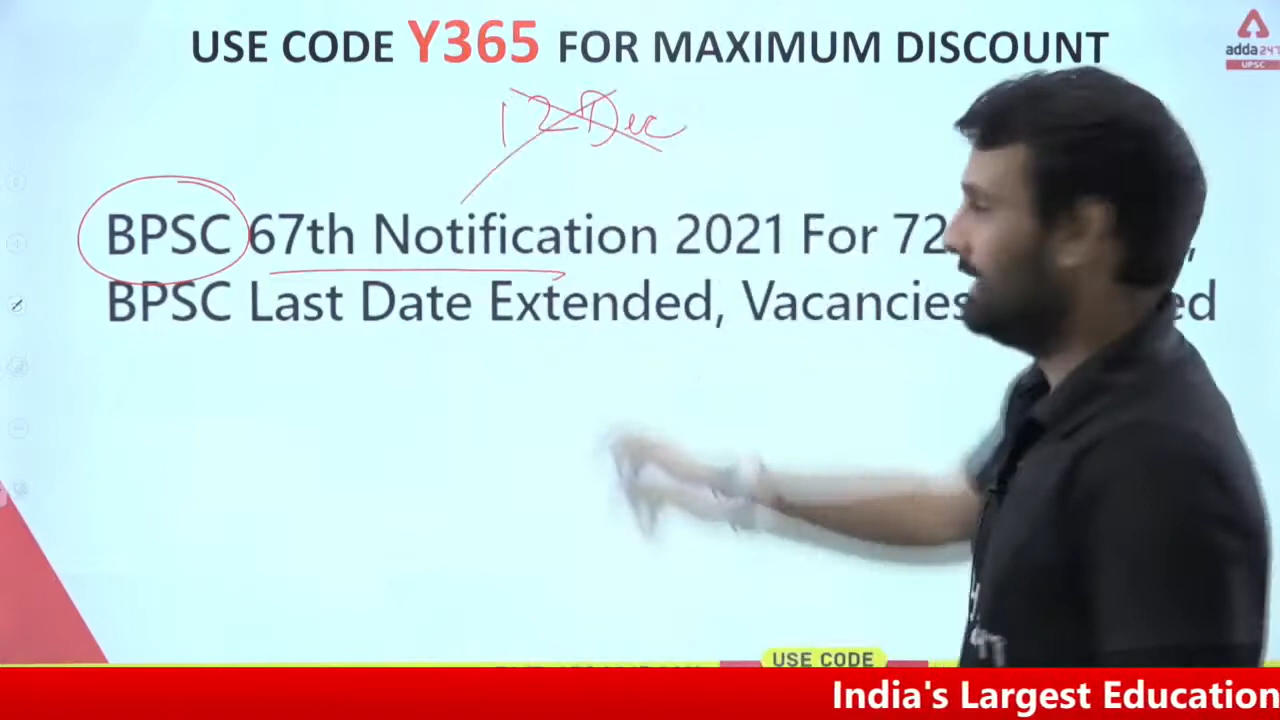 USE CODE Y365 FOR MAXIMUM DISCOUNT
adda247
UPSC
12 Dec
BPSC 67th Notification 2021 For 72
BPSC Last Date Extended, Vacancies
USE CODE
India's Largest Education